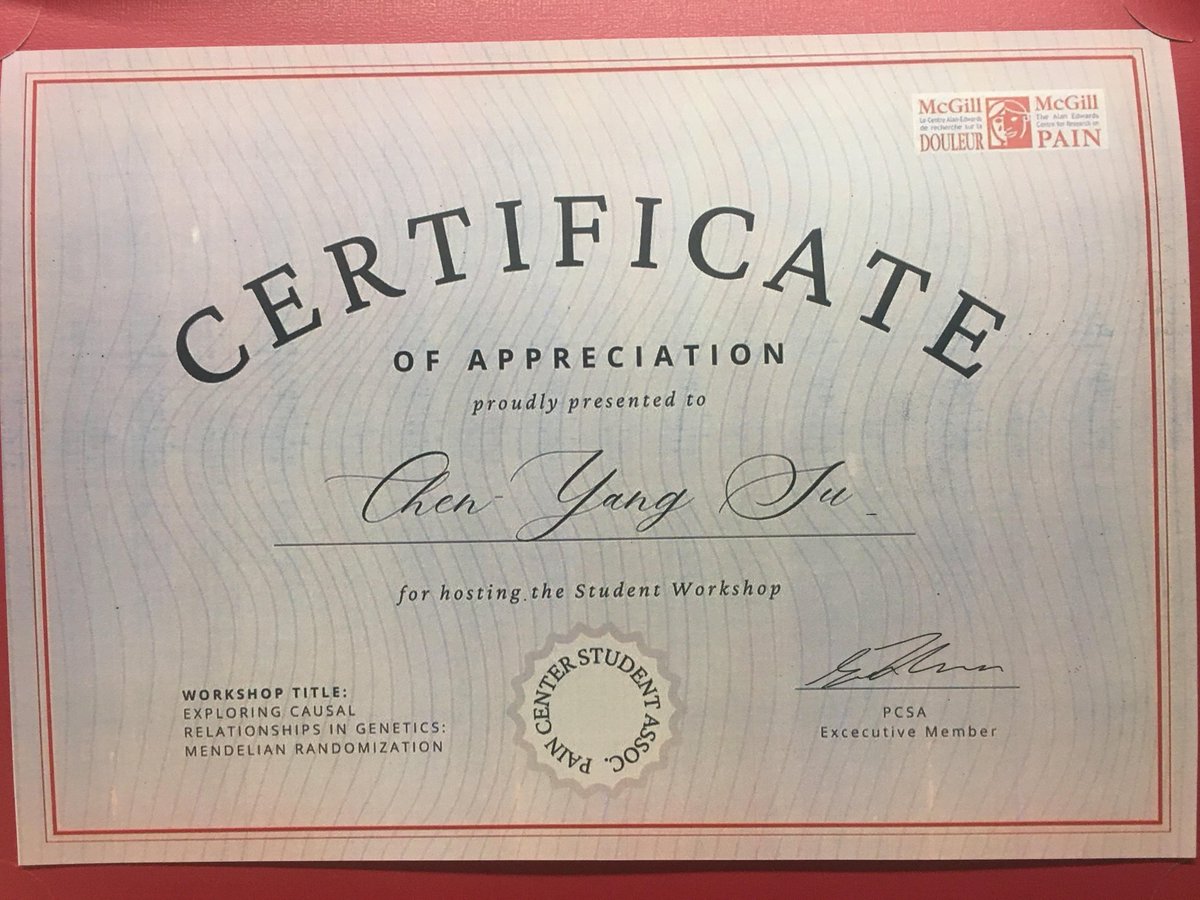 McGill
Le Centre Alan-Edwards
de recherche sur la
DOULEUR
McGill
The Alan Edwards
Centre for Research on
PAIN
CERTIFICATE
OF APPRECIATION
proudly presented to
Chen-Yang Su
for hosting the Student Workshop
WORKSHOP TITLE:
EXPLORING CAUSAL
RELATIONSHIPS IN GENETICS:
MENDELIAN RANDOMIZATION
PAIN CENTER STUDENT ASSOC.
PCSA
Excecutive Member